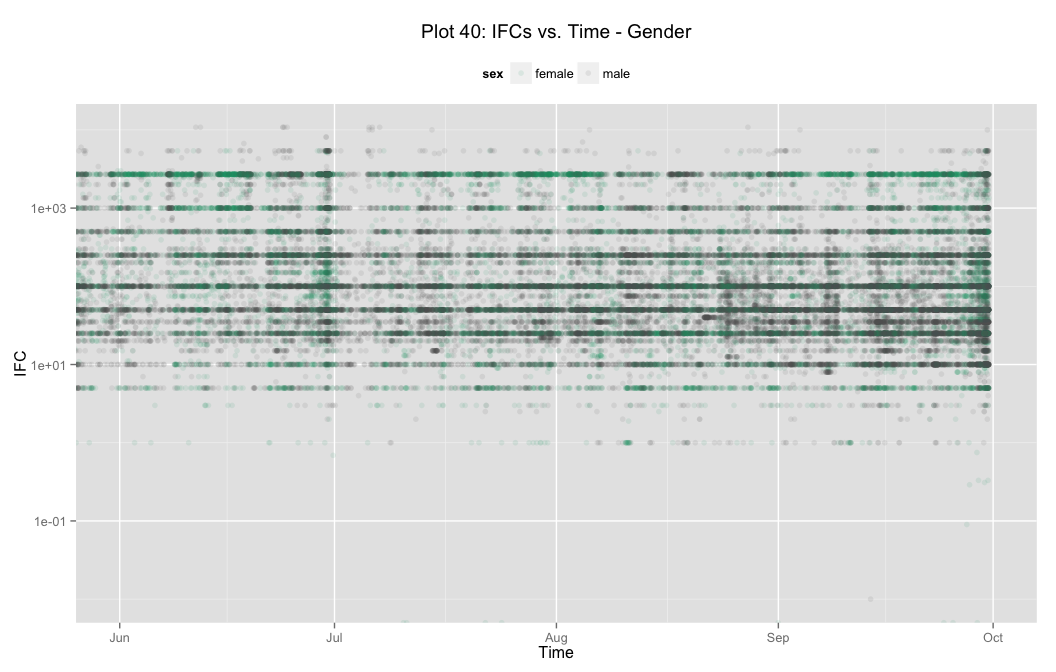 Plot 40: IFCs vs. Time - Gender
sex female male
IFC
1e+03
1e+01
1e-01
Jun Jul Aug Sep Oct
Time